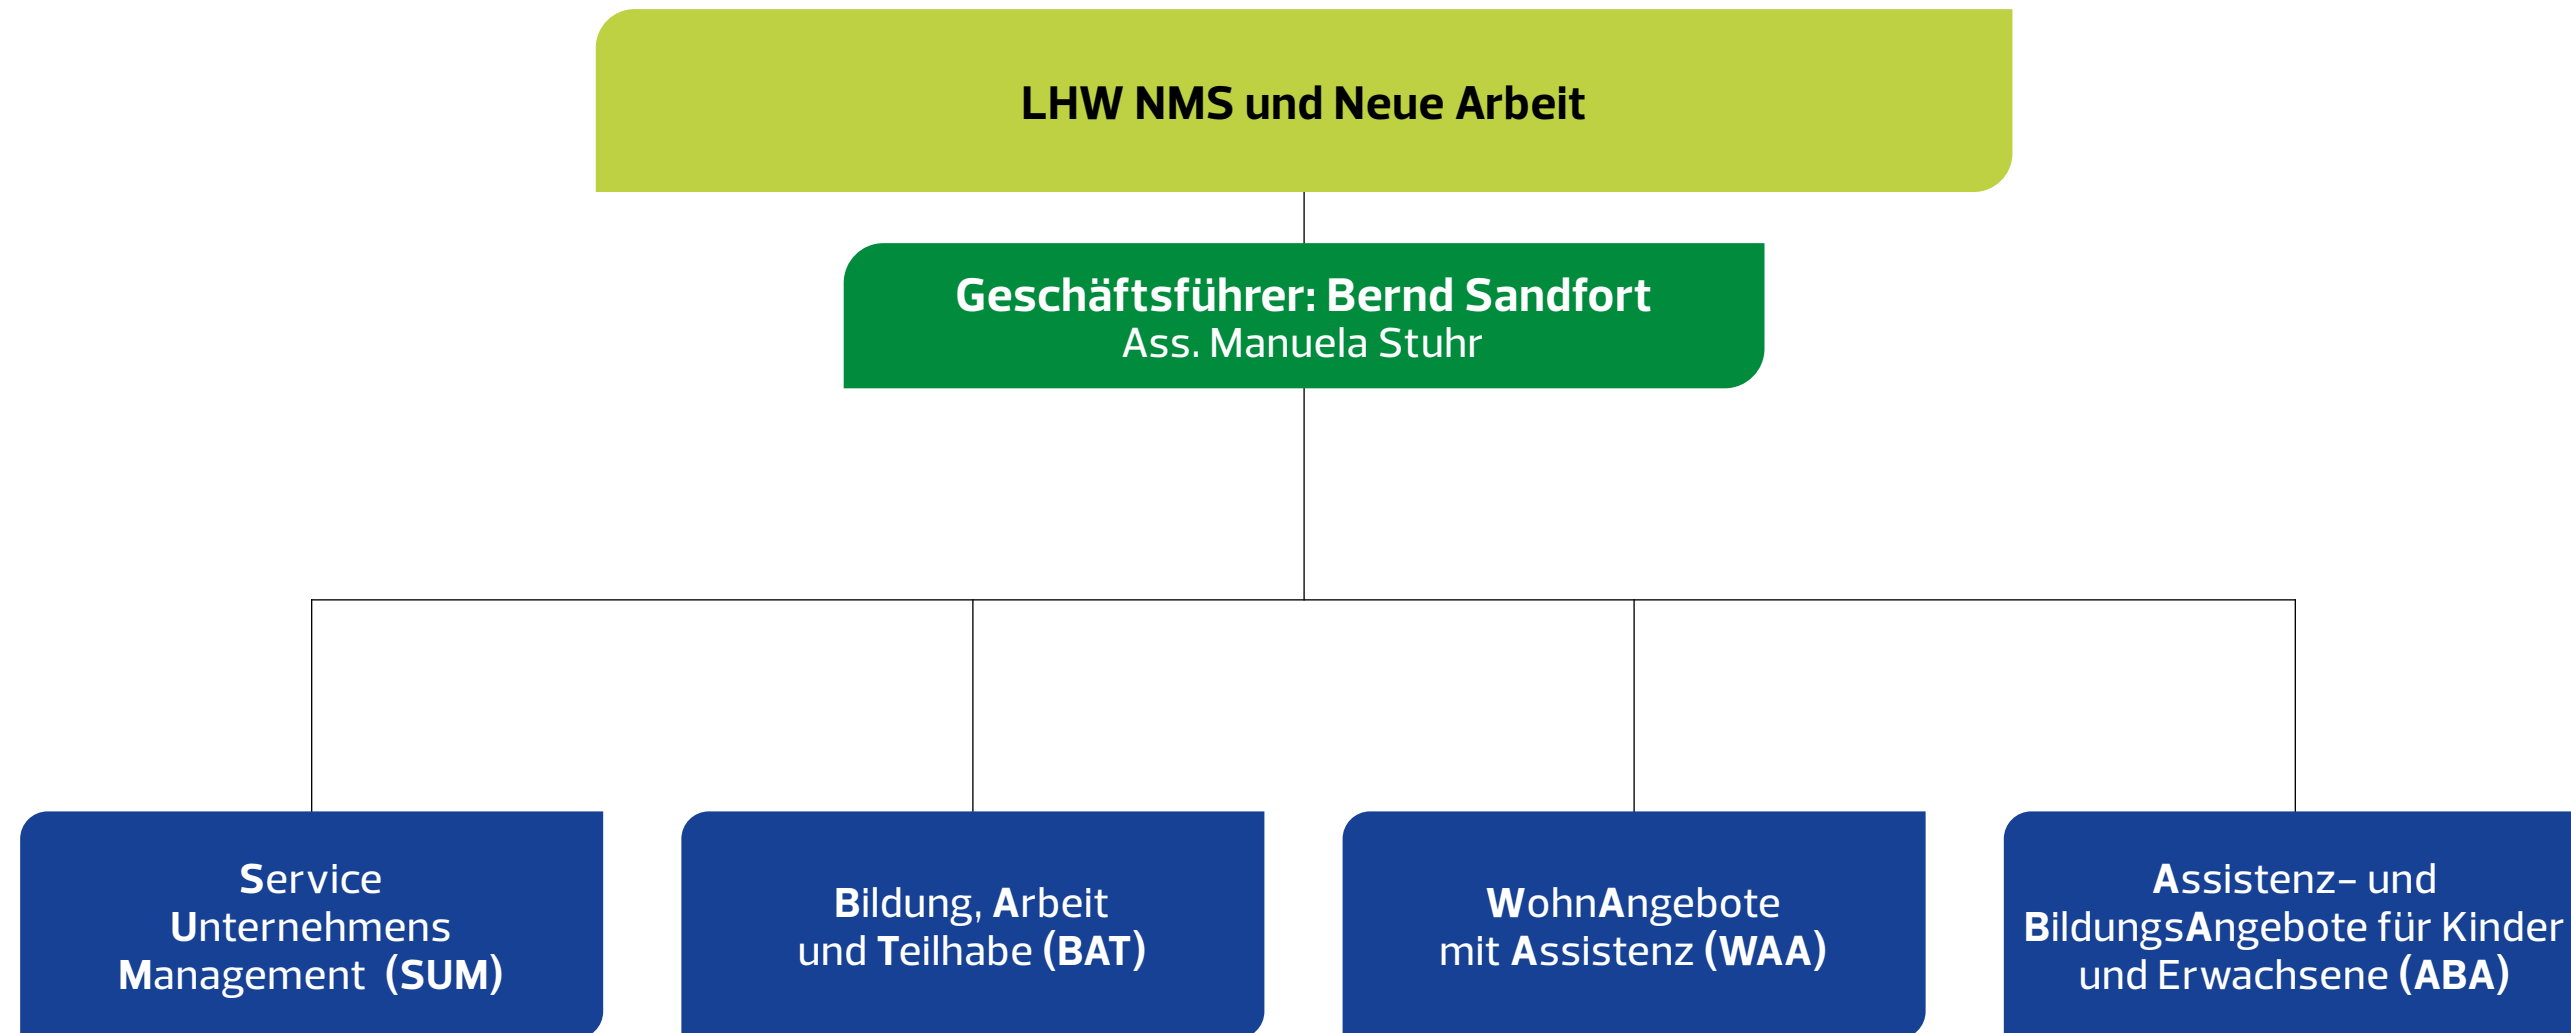 LHW NMS und Neue Arbeit
Geschäftsführer: Bernd Sandfort
Ass. Manuela Stuhr
Service
Unternehmens
Management (SUM)
Bildung, Arbeit
und Teilhabe (BAT)
WohnAngebote
mit Assistenz (WAA)
Assistenz- und
BildungsAngebote für Kinder
und Erwachsene (ABA)